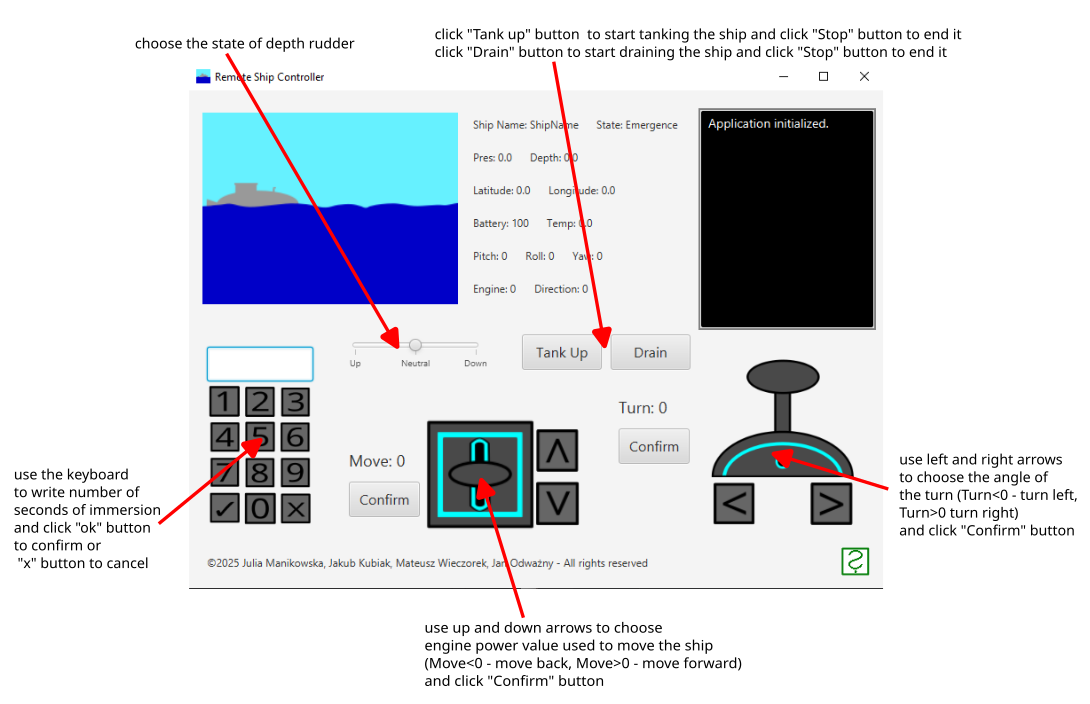 choose the state of depth rudder
click "Tank up" button  to start tanking the ship and click "Stop" button to end it
click "Drain" button to start draining the ship and click "Stop" button to end it
Remote Ship Controller
Ship Name: ShipName State: Emergence
Pres: 0.0 Depth: 0.0
Latitude: 0.0 Longitude: 0.0
Battery: 100 Temp: 0.0
Pitch: 0 Roll: 0 Yaw: 0
Engine: 0 Direction: 0
Application initialized.
Up Neutral Down
Tank Up
Drain
1 2 3
4 5 6
7 8 9
✓ 0 X
Move: 0
Confirm
Λ
V
Turn: 0
Confirm
< >
use the keyboard
to write number of
seconds of immersion
and click "ok" button
to confirm or
"x" button to cancel
use left and right arrows
to choose the angle of
the turn (Turn<0 - turn left,
Turn>0 turn right)
and click "Confirm" button
©2025 Julia Manikowska, Jakub Kubiak, Mateusz Wieczorek, Jan Odważny - All rights reserved
use up and down arrows to choose
engine power value used to move the ship
(Move<0 - move back, Move>0 - move forward)
and click "Confirm" button